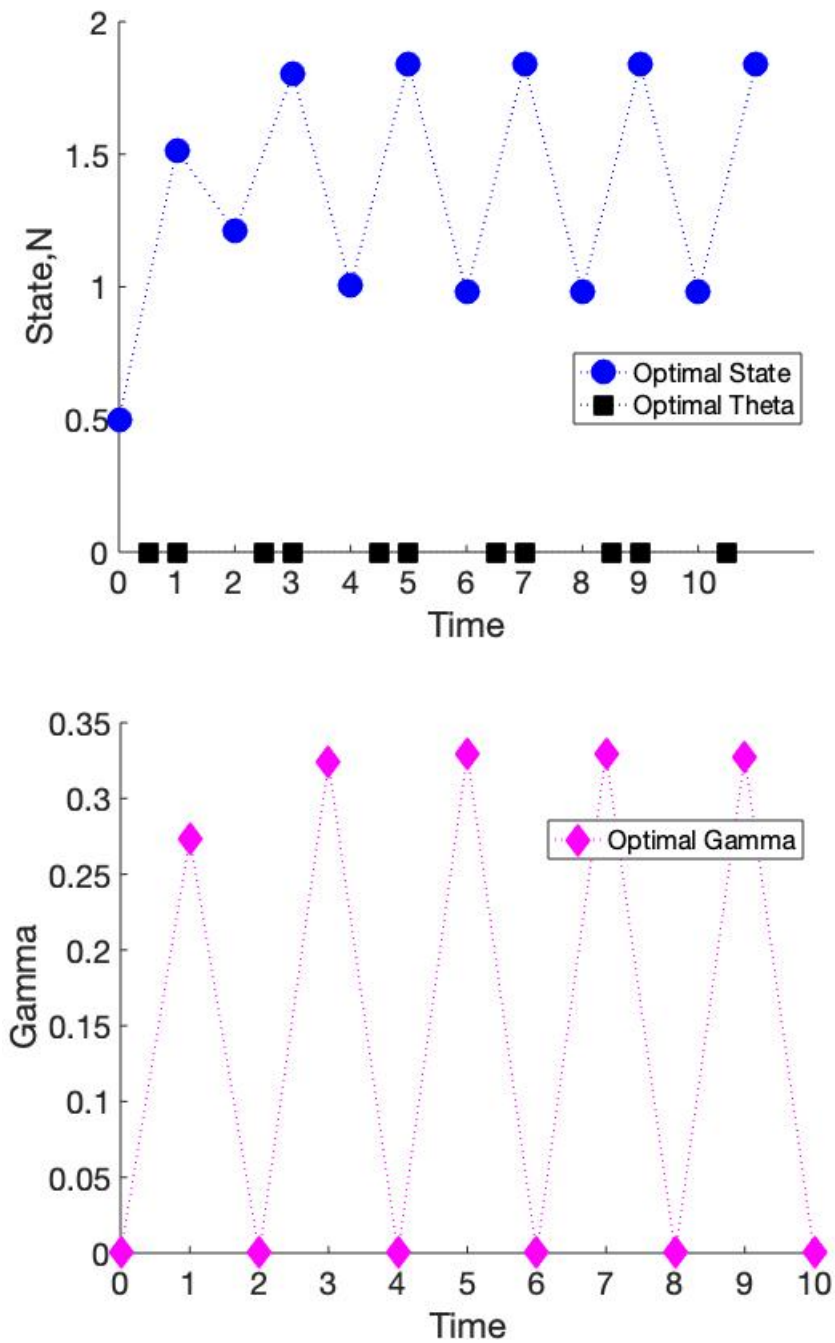 2
1.5
1
0.5
0
State,N
Optimal State
Optimal Theta
0 1 2 3 4 5 6 7 8 9 10
Time
0.35
0.3
0.25
0.2
0.15
0.1
0.05
0
Gamma
Optimal Gamma
0 1 2 3 4 5 6 7 8 9 10
Time